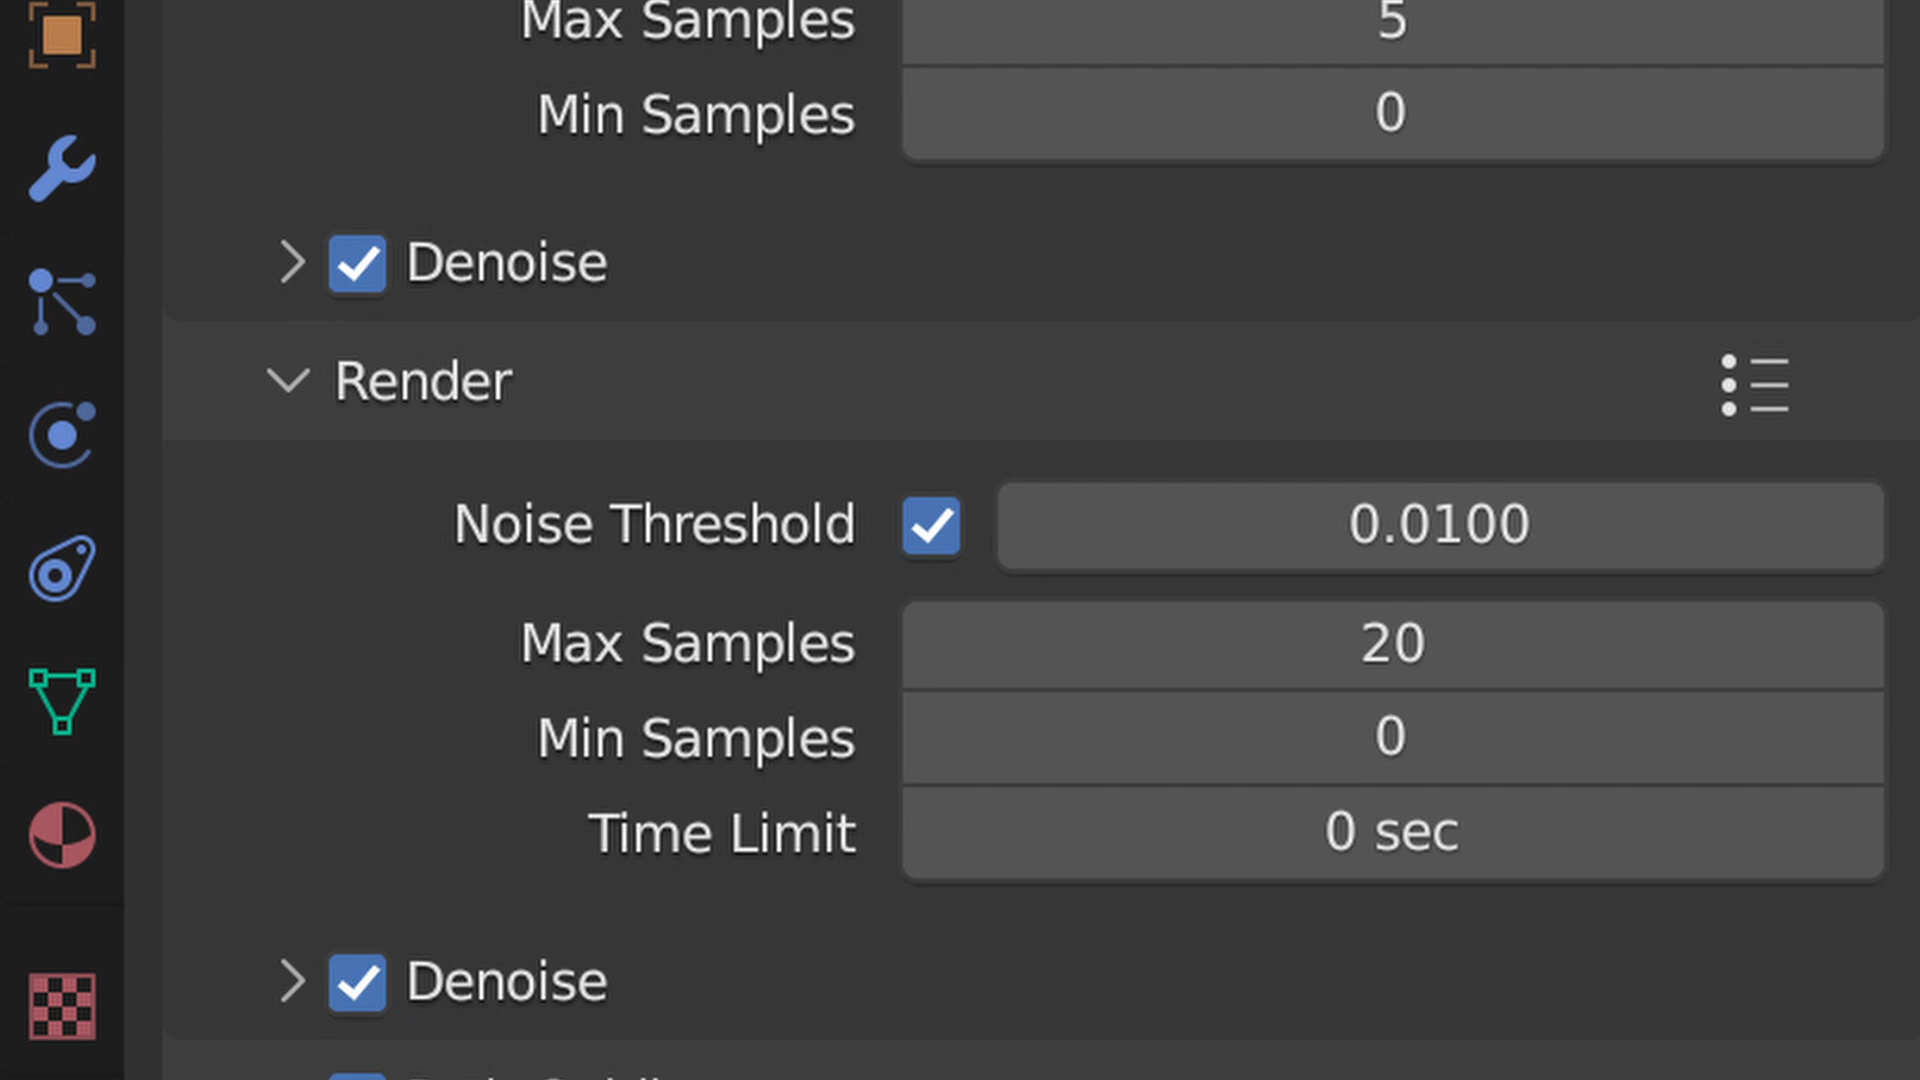 Max Samples 5
Min Samples 0
Denoise
Render
Noise Threshold 0.0100
Max Samples 20
Min Samples 0
Time Limit 0 sec
Denoise